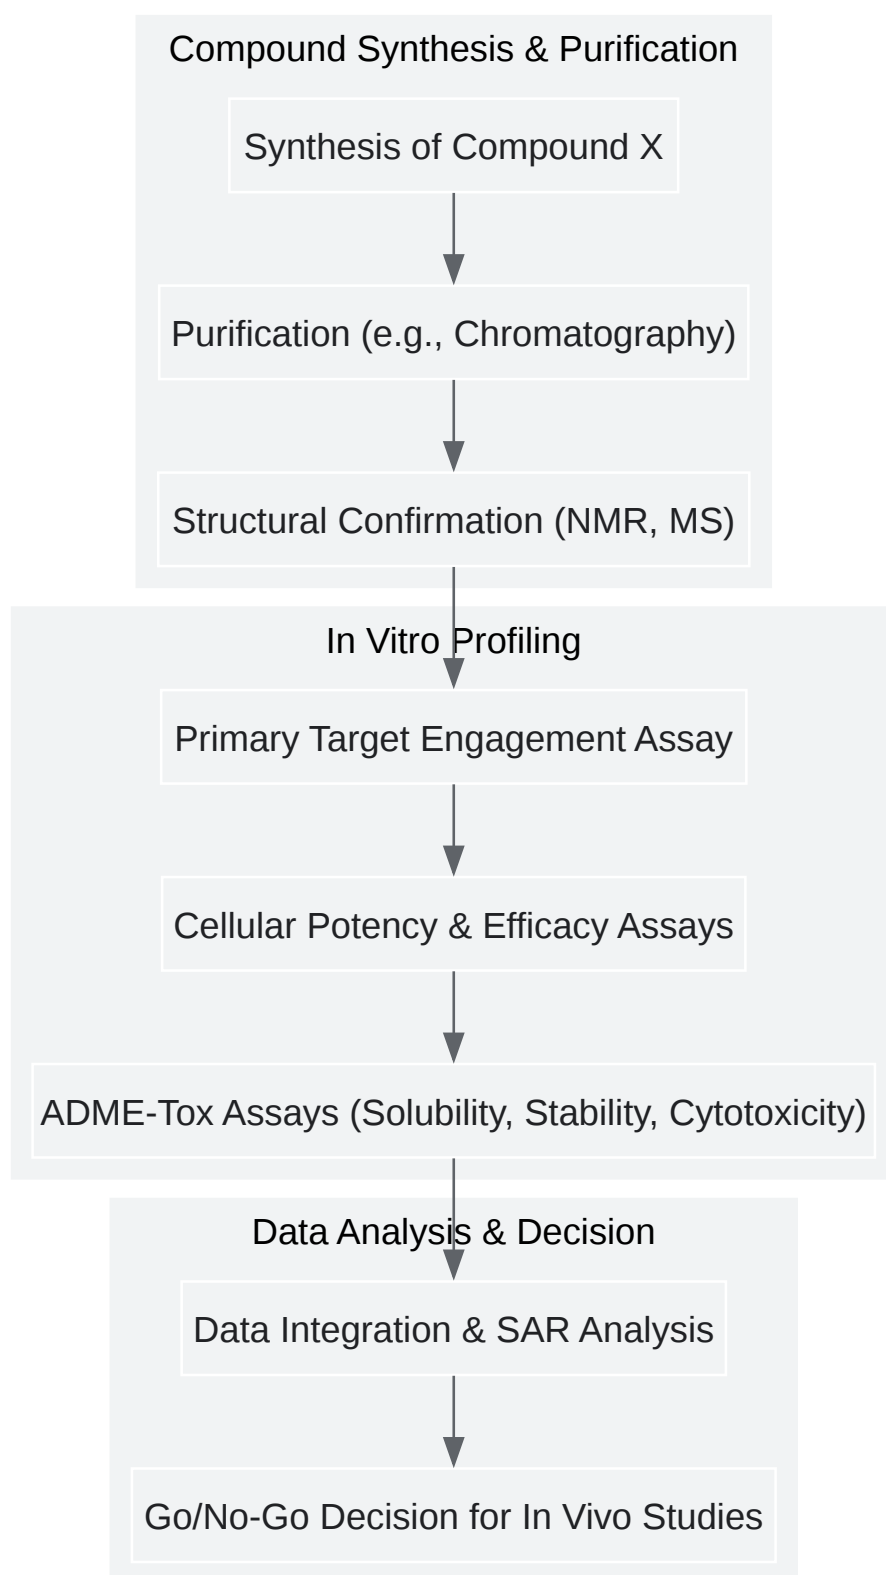 Compound Synthesis & Purification
Synthesis of Compound X
Purification (e.g., Chromatography)
Structural Confirmation (NMR, MS)
In Vitro Profiling
Primary Target Engagement Assay
Cellular Potency & Efficacy Assays
ADME-Tox Assays (Solubility, Stability, Cytotoxicity)
Data Analysis & Decision
Data Integration & SAR Analysis
Go/No-Go Decision for In Vivo Studies